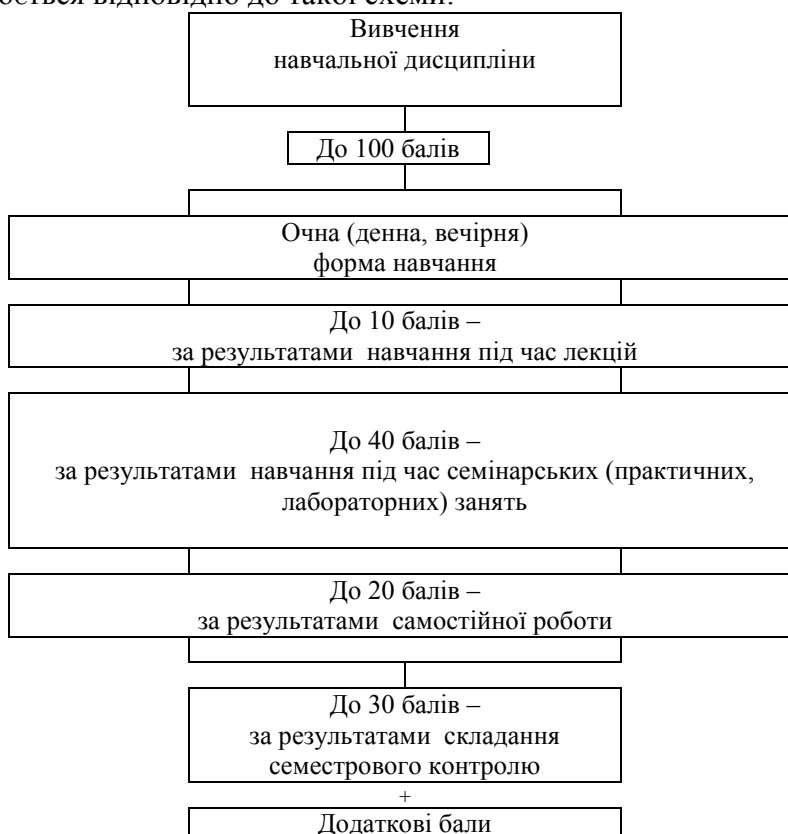 відповідно до такої схеми:
Вивчення
навчальної дисципліни
До 100 балів
Очна (денна, вечірня)
форма навчання
До 10 балів –
за результатами навчання під час лекцій
До 40 балів –
за результатами навчання під час семінарських (практичних,
лабораторних) занять
До 20 балів –
за результатами самостійної роботи
До 30 балів –
за результатами складання
семестрового контролю
+
Додаткові бали